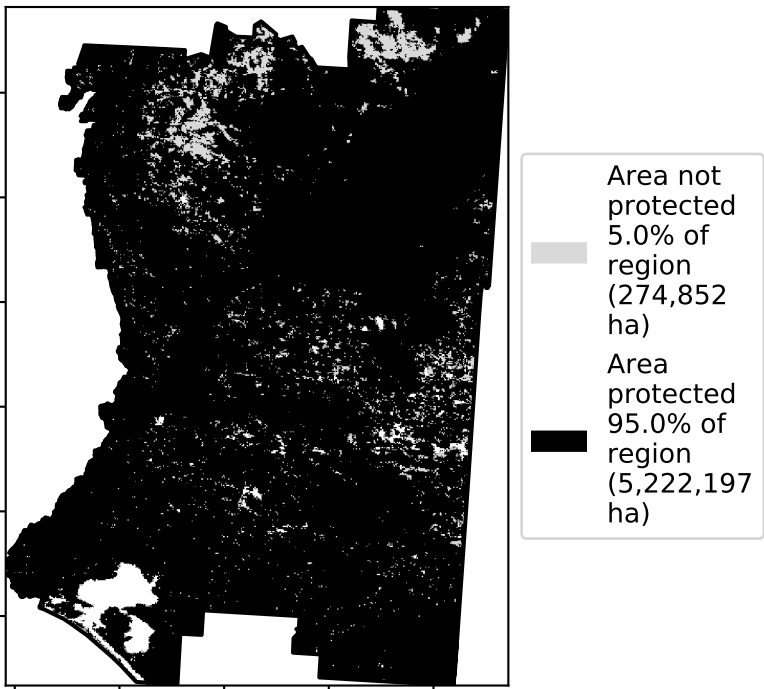 Area not
protected
5.0% of
region
(274,852
ha)
Area
protected
95.0% of
region
(5,222,197
ha)